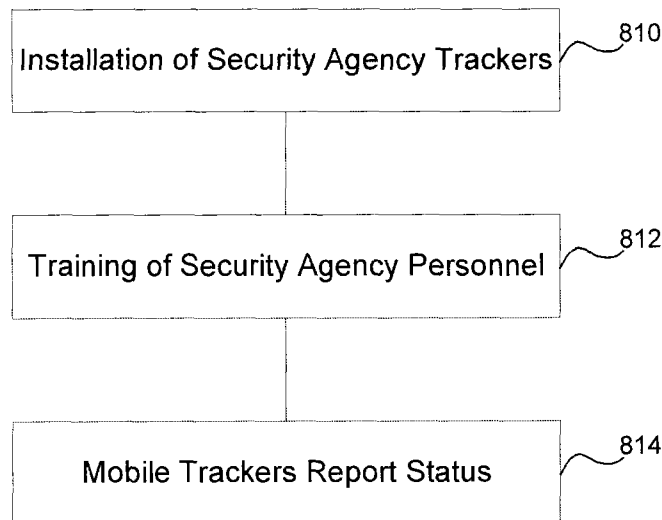 Installation of Security Agency Trackers
810
Training of Security Agency Personnel
812
Mobile Trackers Report Status
814